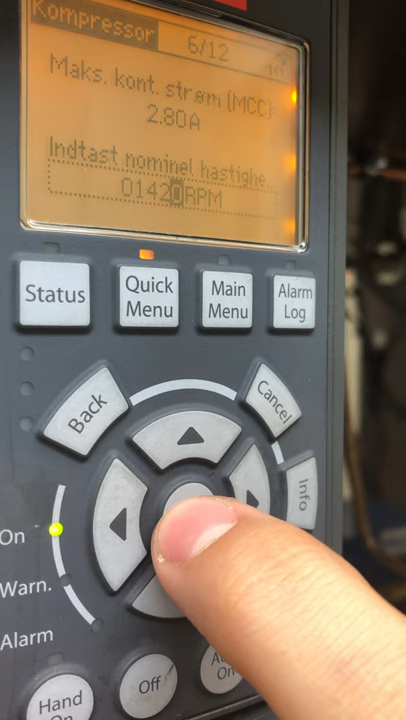 Kompressor
6/12
Maks. kont. strøm (MCC):
2.80A
Indtast nominel hastighe...
01420RPM
Status
Quick
Menu
Main
Menu
Alarm
Log
Back
Cancel
Info
On
Warn.
Alarm
Hand
On
Off
On